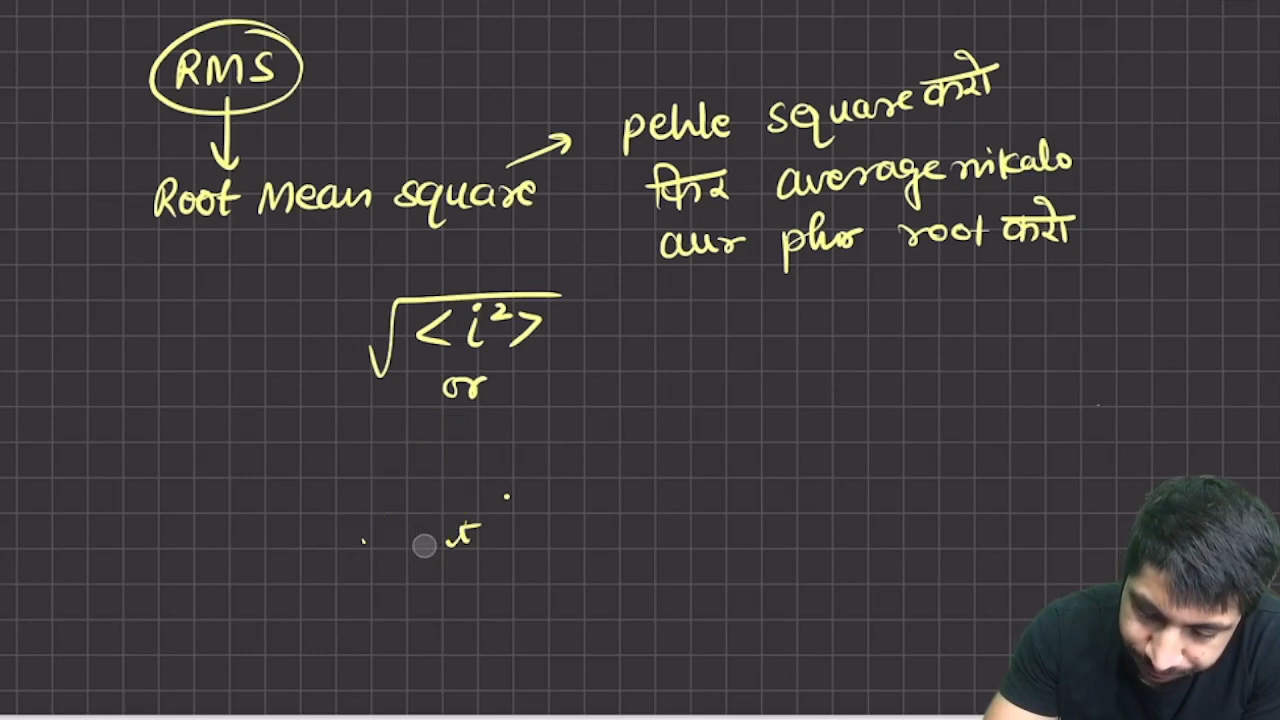 RMS
Root Mean square
pehle square करो
फिर average nikalo
aur phir root करो
√<i²>
or
t